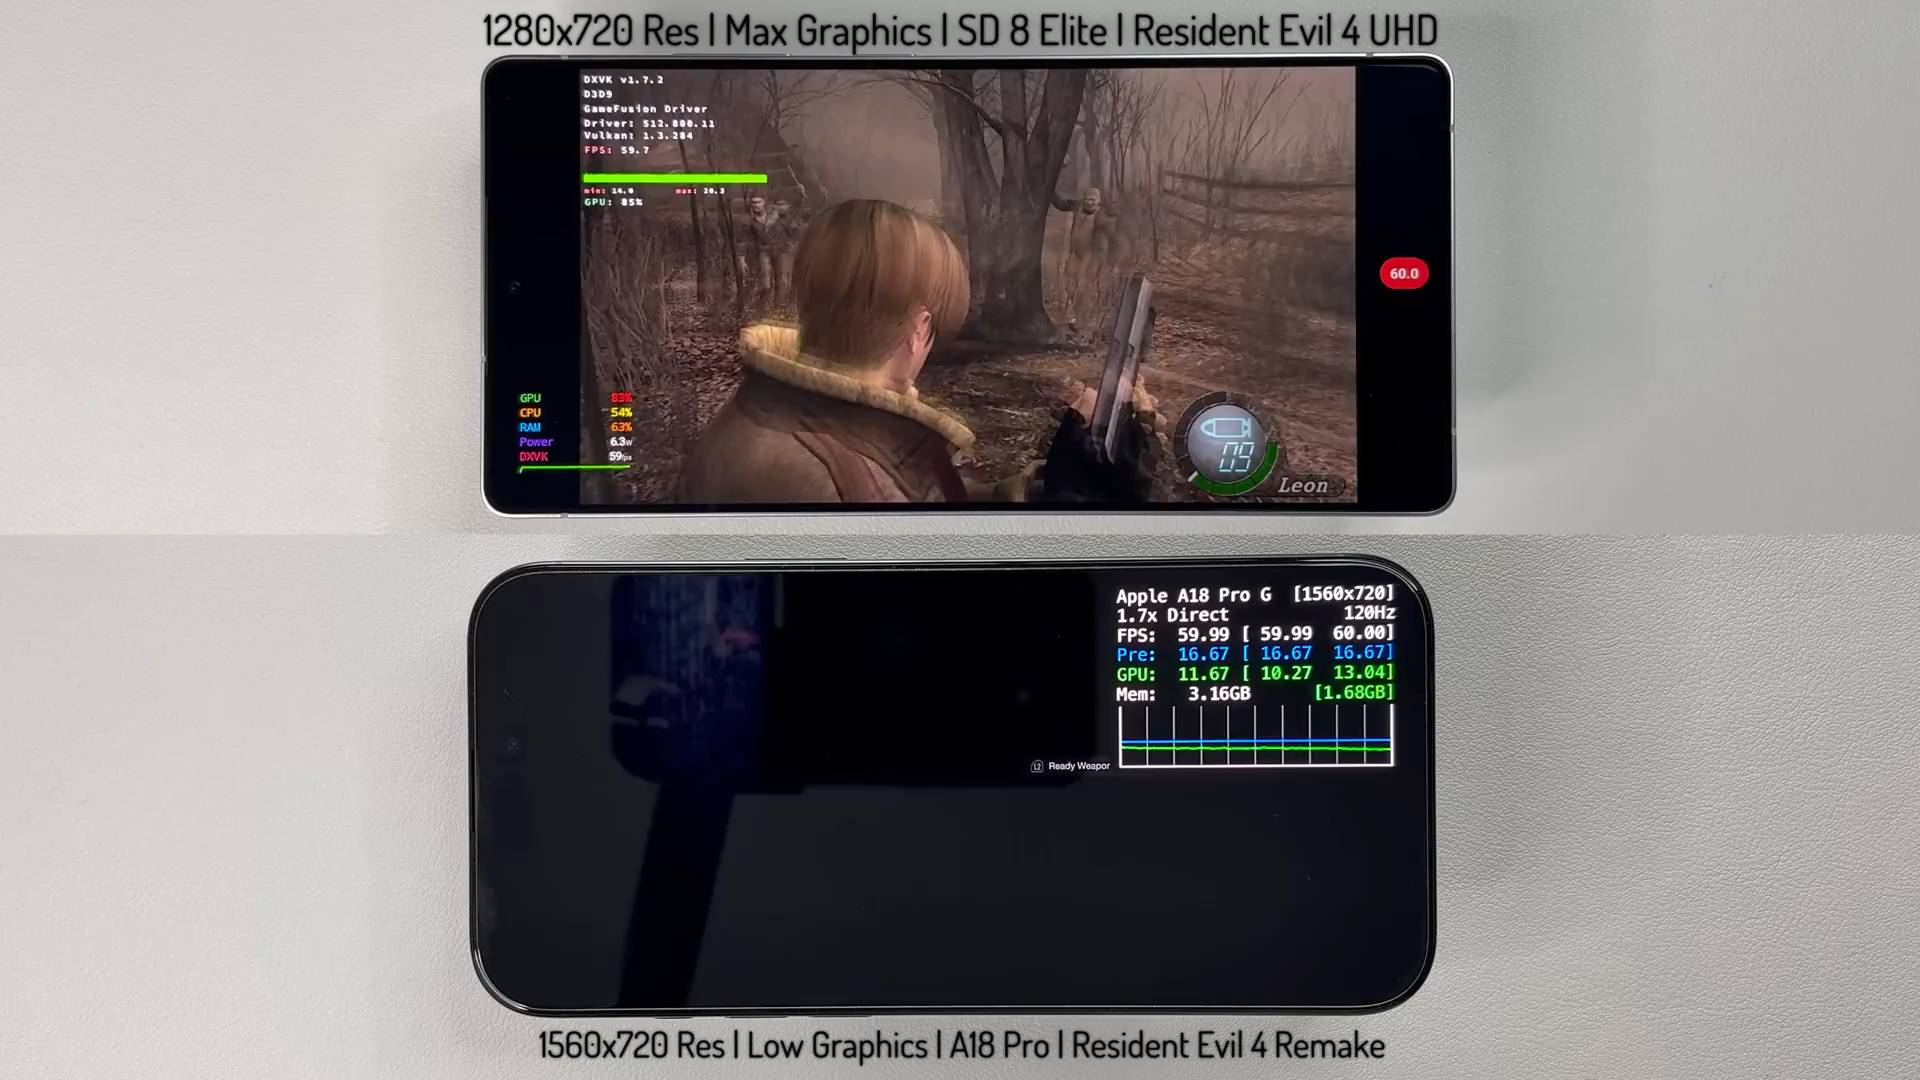 1280x720 Res | Max Graphics | SD 8 Elite | Resident Evil 4 UHD
DXVK v1.7.2
D3D9
GameFusion Driver
Driver: 512.800.11
Vulkan: 1.3.284
FPS: 59.7
min: 14.0 max: 20.3
GPU: 85%
60.0
GPU 83%
CPU 54%
RAM 63%
Power 6.3w
DXVK 59fps
09
Leon
Apple A18 Pro G [1560x720]
1.7x Direct 120Hz
FPS: 59.99 [ 59.99 60.00]
Pre: 16.67 [ 16.67 16.67]
GPU: 11.67 [ 10.27 13.04]
Mem: 3.16GB [1.68GB]
L2 Ready Weapon
1560x720 Res | Low Graphics | A18 Pro | Resident Evil 4 Remake